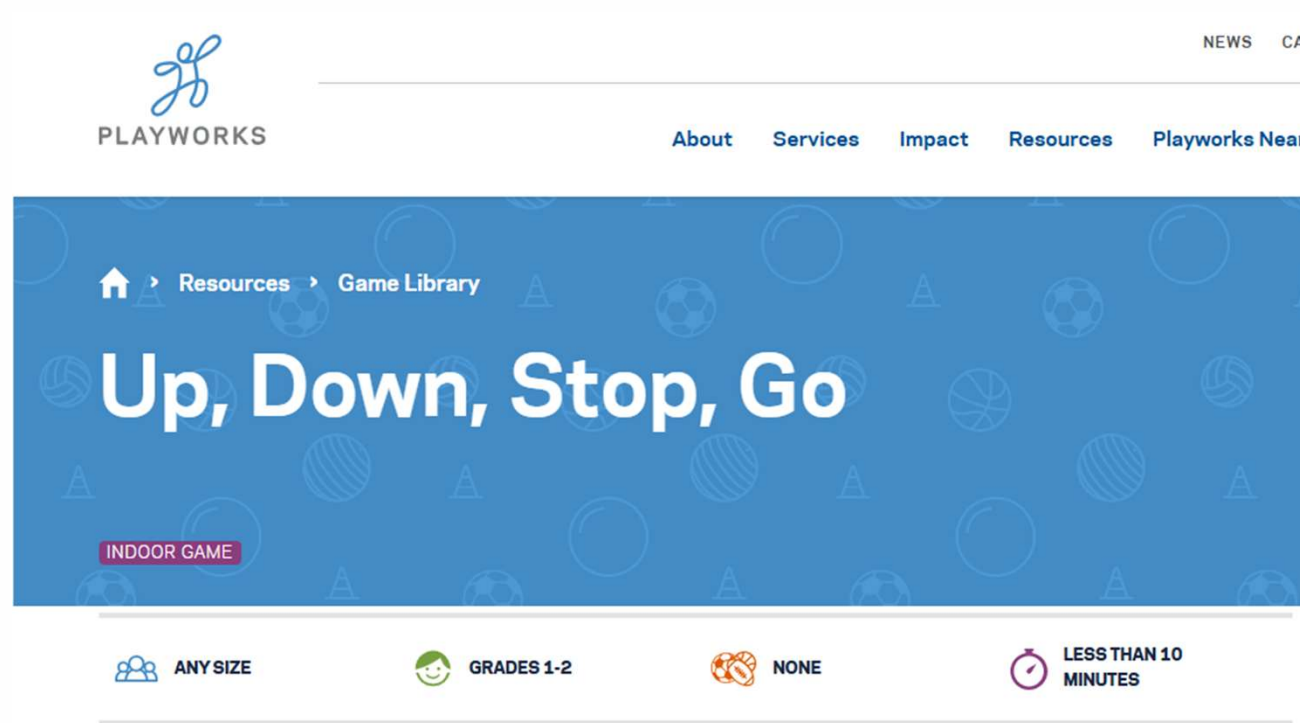 NEWS
PLAYWORKS
About Services Impact Resources Playworks
Resources › Game Library
Up, Down, Stop, Go
INDOOR GAME
ANY SIZE
GRADES 1-2
NONE
LESS THAN 10
MINUTES